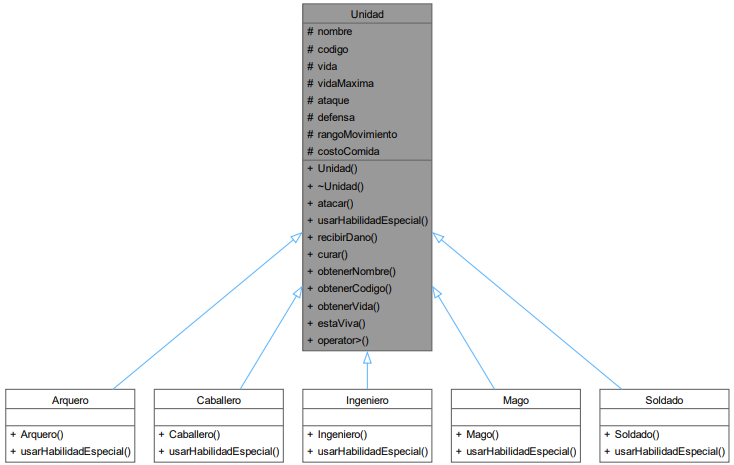 Unidad
# nombre
# codigo
# vida
# vidaMaxima
# ataque
# defensa
# rangoMovimiento
# costoComida
+ Unidad()
+ ~Unidad()
+ atacar()
+ usarHabilidadEspecial()
+ recibirDano()
+ curar()
+ obtenerNombre()
+ obtenerCodigo()
+ obtenerVida()
+ estaViva()
+ operator>()
Arquero
+ Arquero()
+ usarHabilidadEspecial()
Caballero
+ Caballero()
+ usarHabilidadEspecial()
Ingeniero
+ Ingeniero()
+ usarHabilidadEspecial()
Mago
+ Mago()
+ usarHabilidadEspecial()
Soldado
+ Soldado()
+ usarHabilidadEspecial()